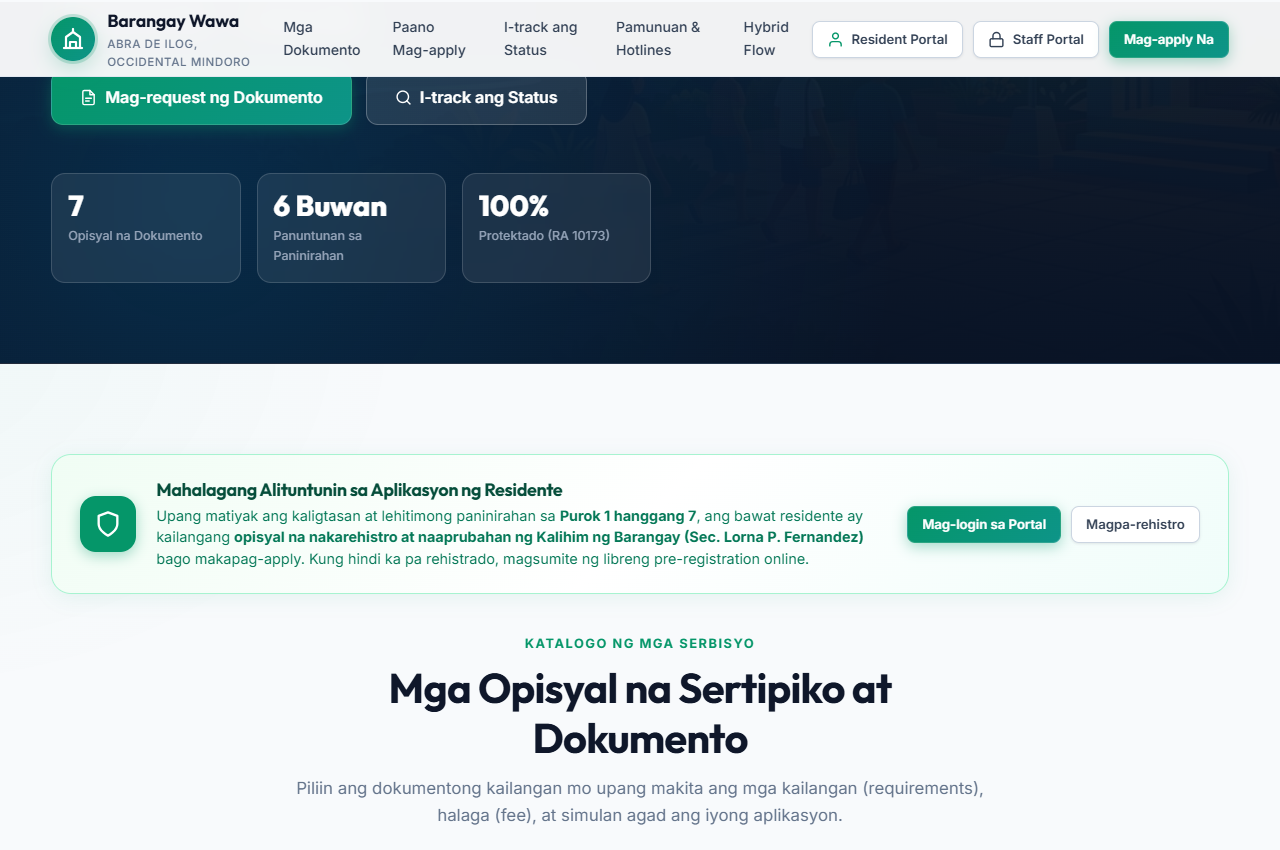 Barangay Wawa
ABRA DE ILOG,
OCCIDENTAL MINDORO
Mga
Dokumento
Paano
Mag-apply
I-track ang
Status
Pamunuan &
Hotlines
Hybrid
Flow
Resident Portal
Staff Portal
Mag-apply Na
Mag-request ng Dokumento
I-track ang Status
7
Opisyal na Dokumento
6 Buwan
Panuntunan sa
Paninirahan
100%
Protektado (RA 10173)
Mahalagang Alituntunin sa Aplikasyon ng Residente
Upang matiyak ang kaligtasan at lehitimong paninirahan sa Purok 1 hanggang 7, ang bawat residente ay
kailangang opisyal na nakarehistro at naaprubahan ng Kalihim ng Barangay (Sec. Lorna P. Fernandez)
bago makapag-apply. Kung hindi ka pa rehistrado, magsumite ng libreng pre-registration online.
Mag-login sa Portal
Magpa-rehistro
KATALOGO NG MGA SERBISYO
Mga Opisyal na Sertipiko at
Dokumento
Piliin ang dokumentong kailangan mo upang makita ang mga kailangan (requirements),
halaga (fee), at simulan agad ang iyong aplikasyon.